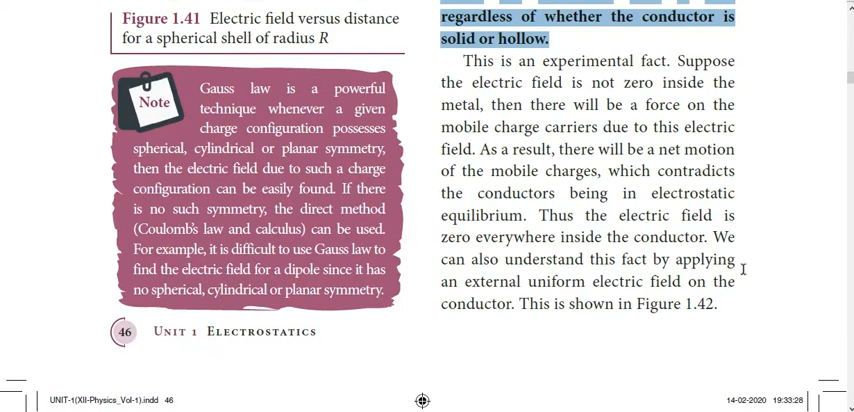 Figure 1.41 Electric field versus distance
for a spherical shell of radius R
Note
Gauss law is a powerful
technique whenever a given
charge configuration possesses
spherical, cylindrical or planar symmetry,
then the electric field due to such a charge
configuration can be easily found. If there
is no such symmetry, the direct method
(Coulomb's law and calculus) can be used.
For example, it is difficult to use Gauss law to
find the electric field for a dipole since it has
no spherical, cylindrical or planar symmetry.
46 UNIT 1 ELECTROSTATICS
regardless of whether the conductor is
solid or hollow.
This is an experimental fact. Suppose
the electric field is not zero inside the
metal, then there will be a force on the
mobile charge carriers due to this electric
field. As a result, there will be a net motion
of the mobile charges, which contradicts
the conductors being in electrostatic
equilibrium. Thus the electric field is
zero everywhere inside the conductor. We
can also understand this fact by applying
an external uniform electric field on the
conductor. This is shown in Figure 1.42.
UNIT-1(XII-Physics_Vol-1).indd 46
14-02-2020 19:33:28